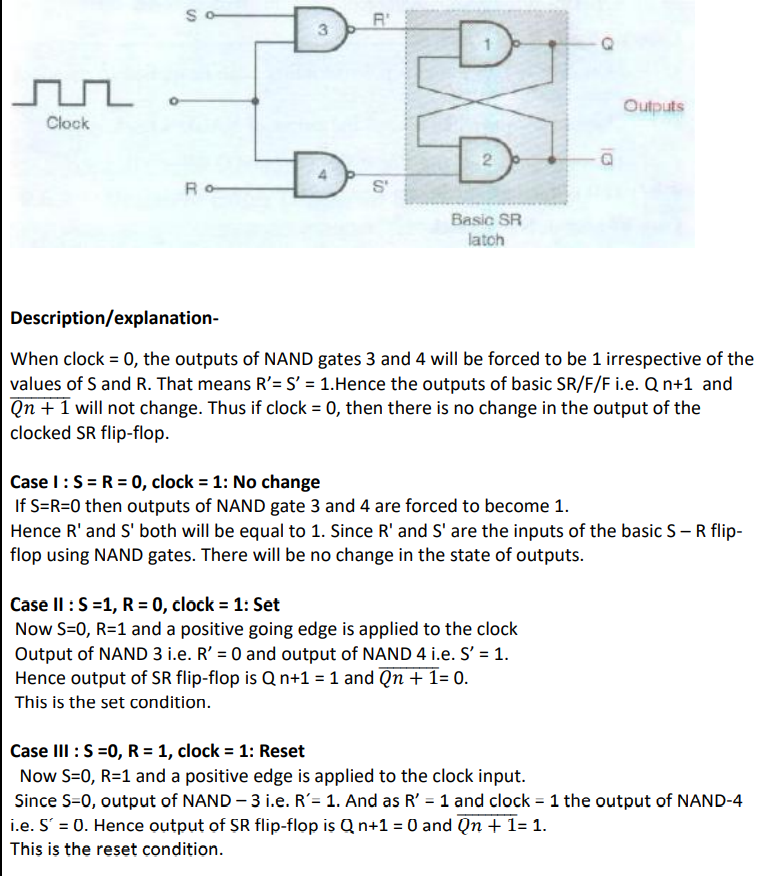 S
R'
3
1
Q
Outputs
Clock
2
Q̅
4
R
S'
Basic SR
latch
Description/explanation-
When clock = 0, the outputs of NAND gates 3 and 4 will be forced to be 1 irrespective of the
values of S and R. That means R′= S′ = 1.Hence the outputs of basic SR/F/F i.e. Q n+1 and
Q̅n̅ ̅+̅ ̅1̅ will not change. Thus if clock = 0, then there is no change in the output of the
clocked SR flip-flop.
Case I : S = R = 0, clock = 1: No change
If S=R=0 then outputs of NAND gate 3 and 4 are forced to become 1.
Hence R' and S' both will be equal to 1. Since R' and S' are the inputs of the basic S – R flip-
flop using NAND gates. There will be no change in the state of outputs.
Case II : S =1, R = 0, clock = 1: Set
Now S=0, R=1 and a positive going edge is applied to the clock
Output of NAND 3 i.e. R′ = 0 and output of NAND 4 i.e. S′ = 1.
Hence output of SR flip-flop is Q n+1 = 1 and Q̅n̅ ̅+̅ ̅1̅= 0.
This is the set condition.
Case III : S =0, R = 1, clock = 1: Reset
Now S=0, R=1 and a positive edge is applied to the clock input.
Since S=0, output of NAND – 3 i.e. R′= 1. And as R′ = 1 and clock = 1 the output of NAND-4
i.e. S′ = 0. Hence output of SR flip-flop is Q n+1 = 0 and Q̅n̅ ̅+̅ ̅1̅= 1.
This is the reset condition.